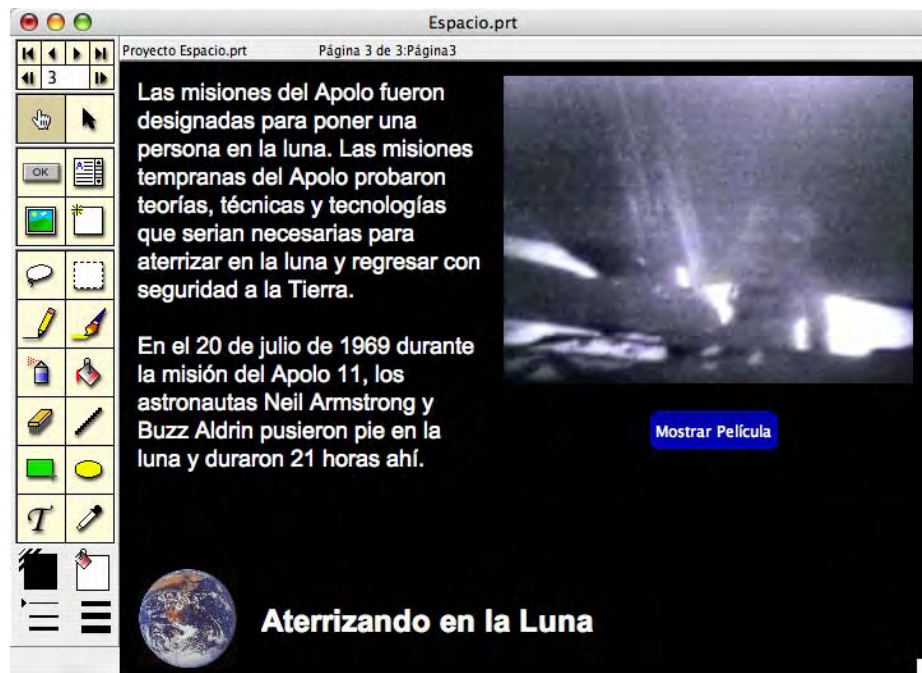 Espacio.prt
Proyecto Espacio.prt Página 3 de 3:Página3
3
OK
A
T
Las misiones del Apolo fueron
designadas para poner una
persona en la luna. Las misiones
tempranas del Apolo probaron
teorías, técnicas y tecnologías
que serian necesarias para
aterrizar en la luna y regresar con
seguridad a la Tierra.
En el 20 de julio de 1969 durante
la misión del Apolo 11, los
astronautas Neil Armstrong y
Buzz Aldrin pusieron pie en la
luna y duraron 21 horas ahí.
Mostrar Película
Aterrizando en la Luna